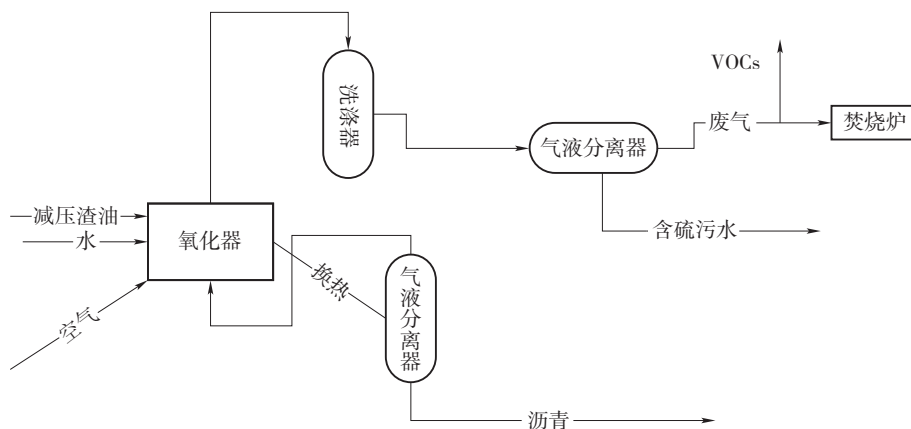 VOCs
洗涤器
废气
焚烧炉
气液分离器
减压渣油
水
氧化器
含硫污水
换热
气液分离器
空气
沥青